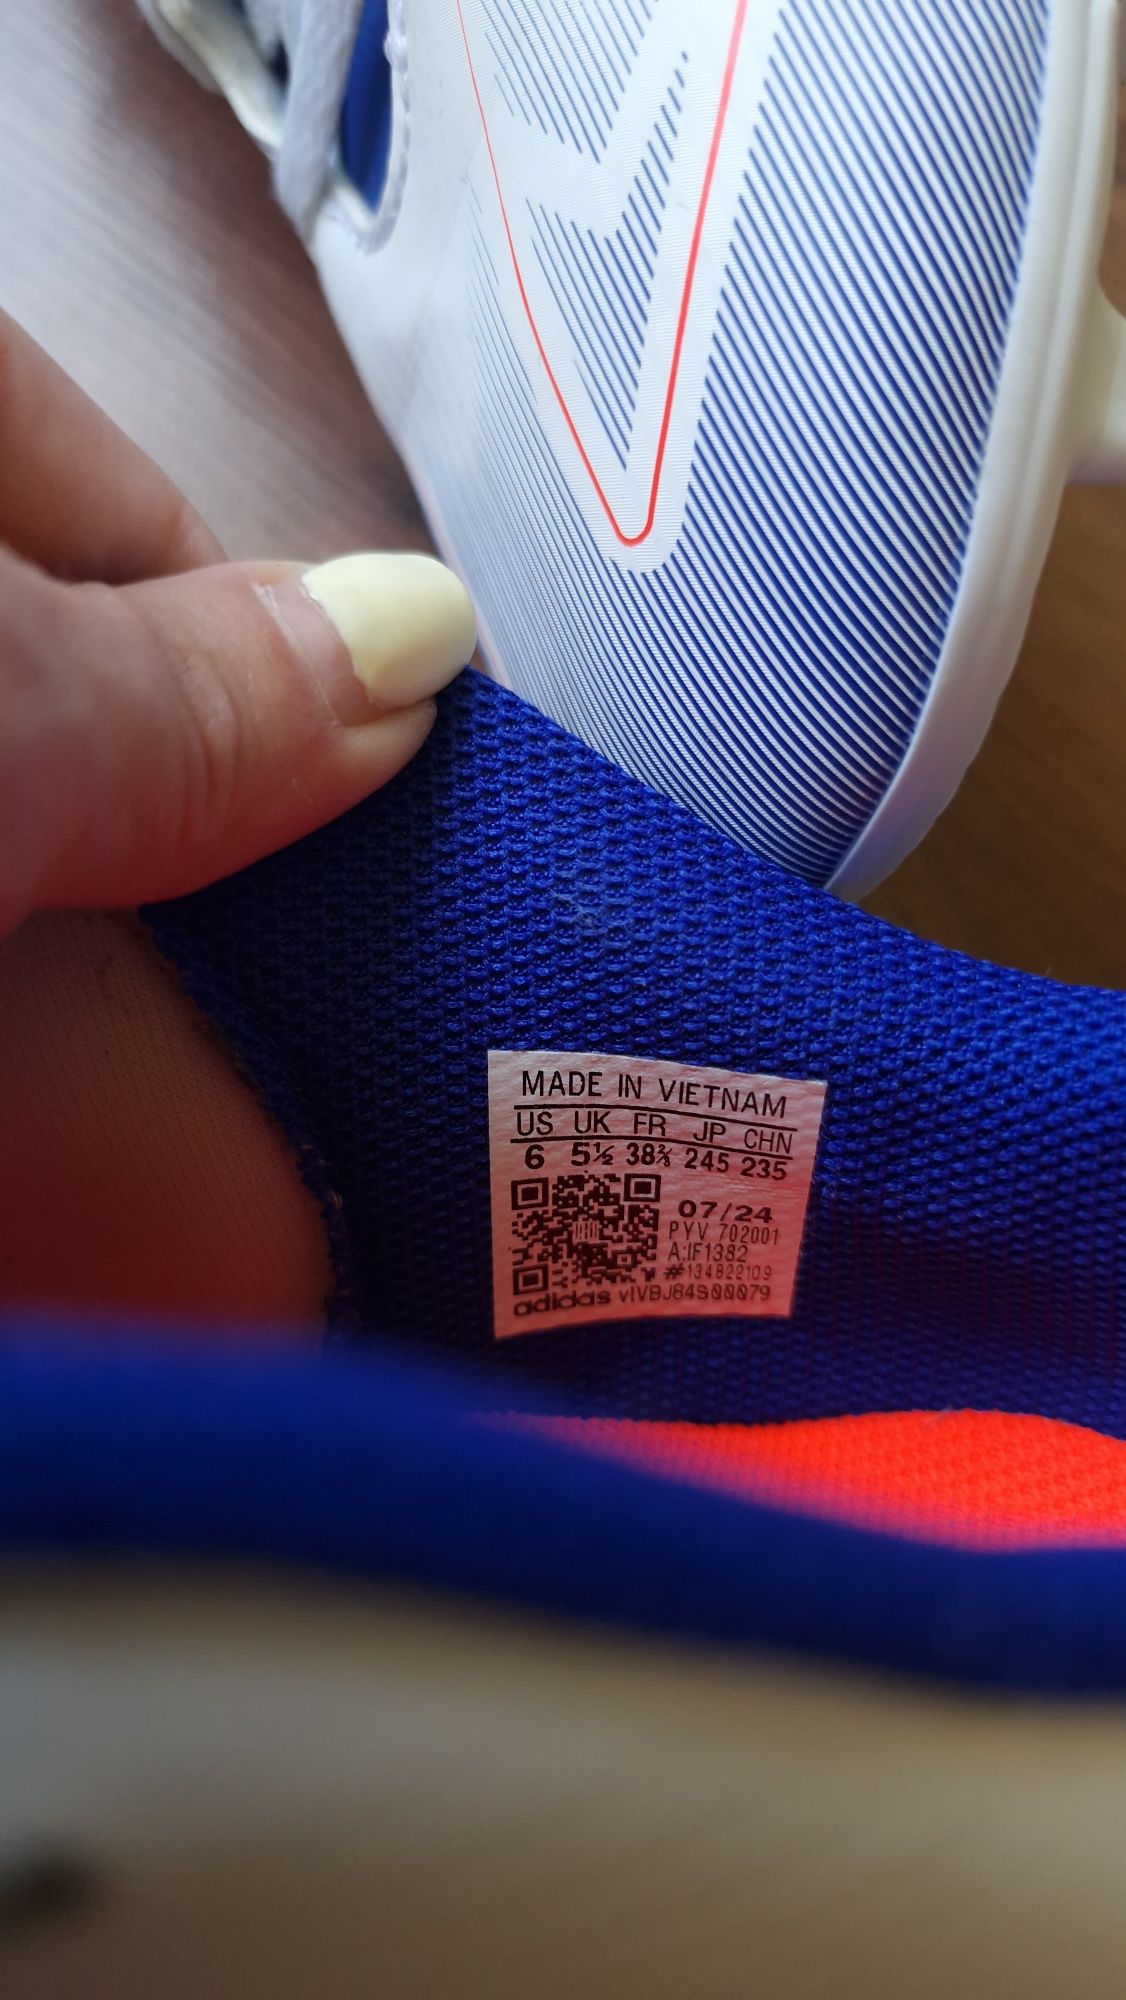 MADE IN VIETNAM
US UK FR JP CHN
6 5½ 38⅔ 245 235
07/24
PYV 702001
A:IF1382
#134822109
adidas vIVBJ84S00079